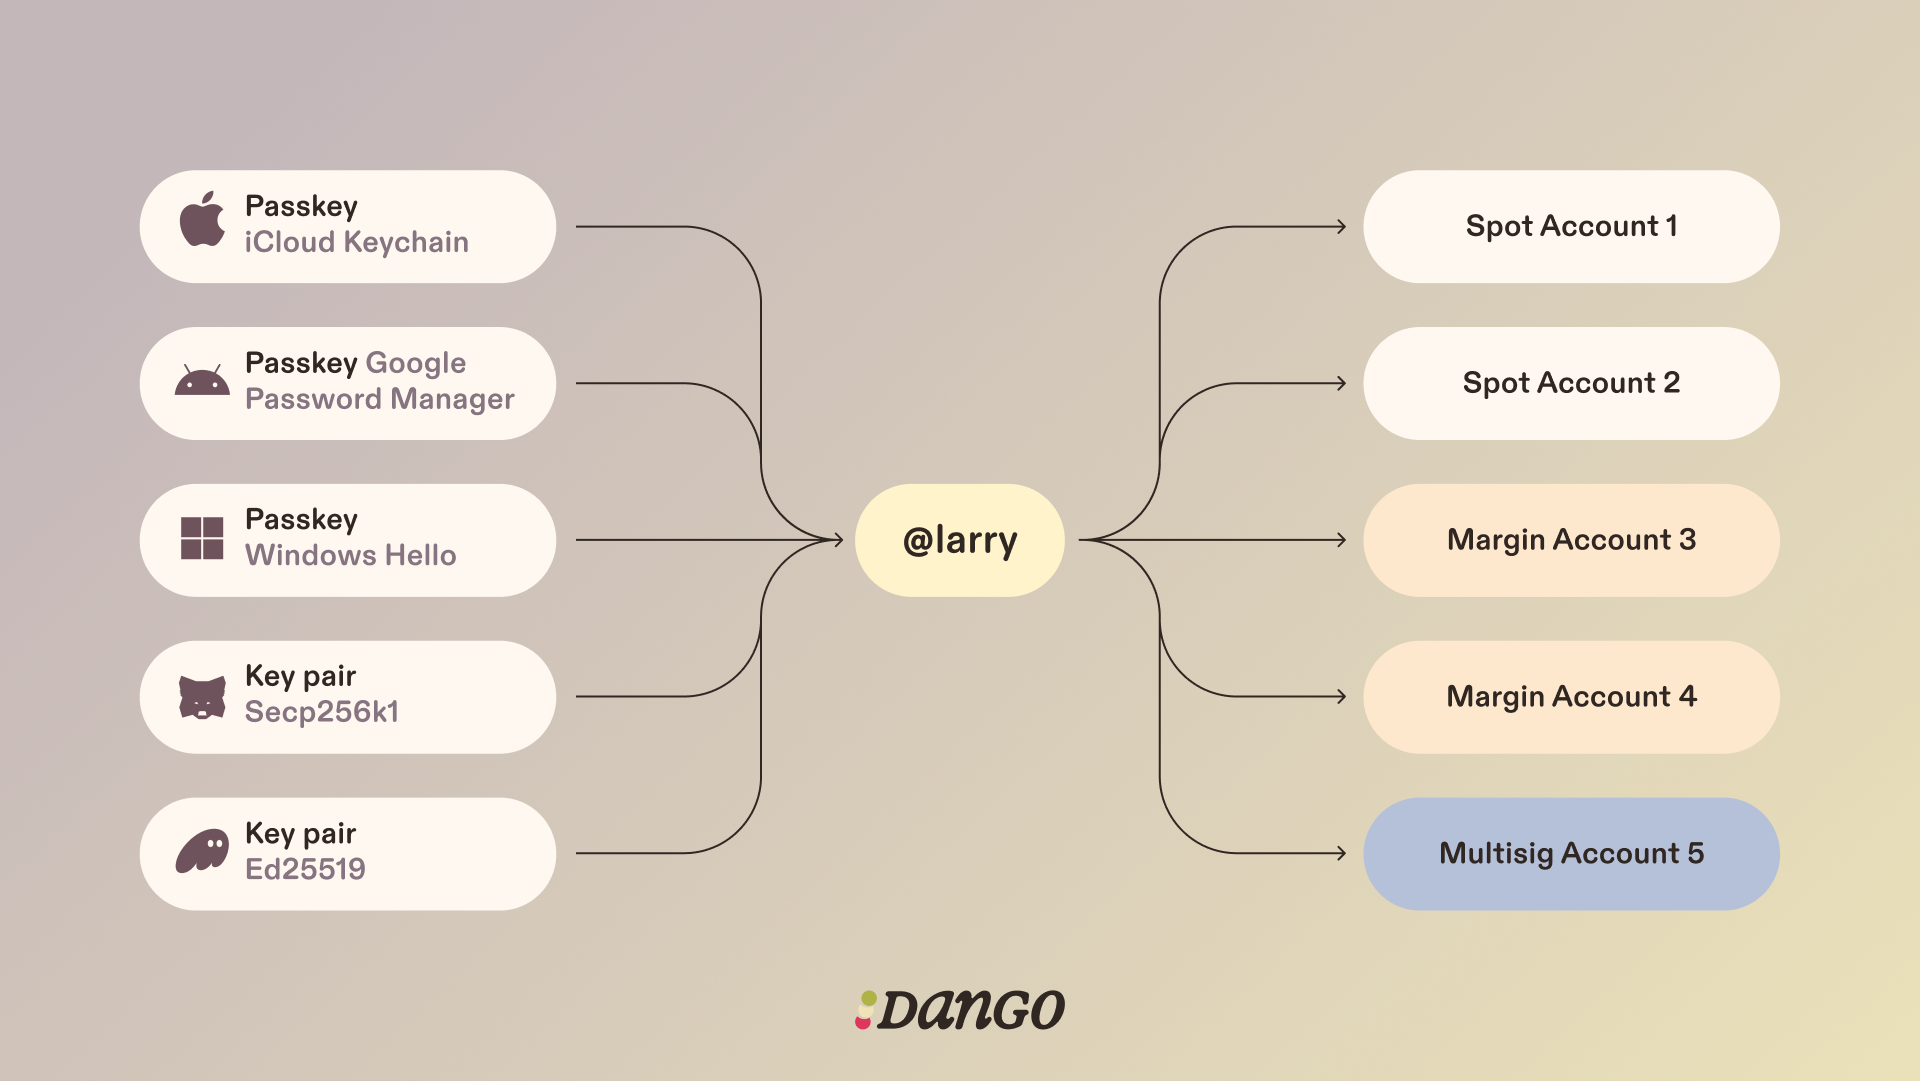 Passkey
iCloud Keychain
Passkey Google
Password Manager
Passkey
Windows Hello
Key pair
Secp256k1
Key pair
Ed25519
@larry
Spot Account 1
Spot Account 2
Margin Account 3
Margin Account 4
Multisig Account 5
DANGO